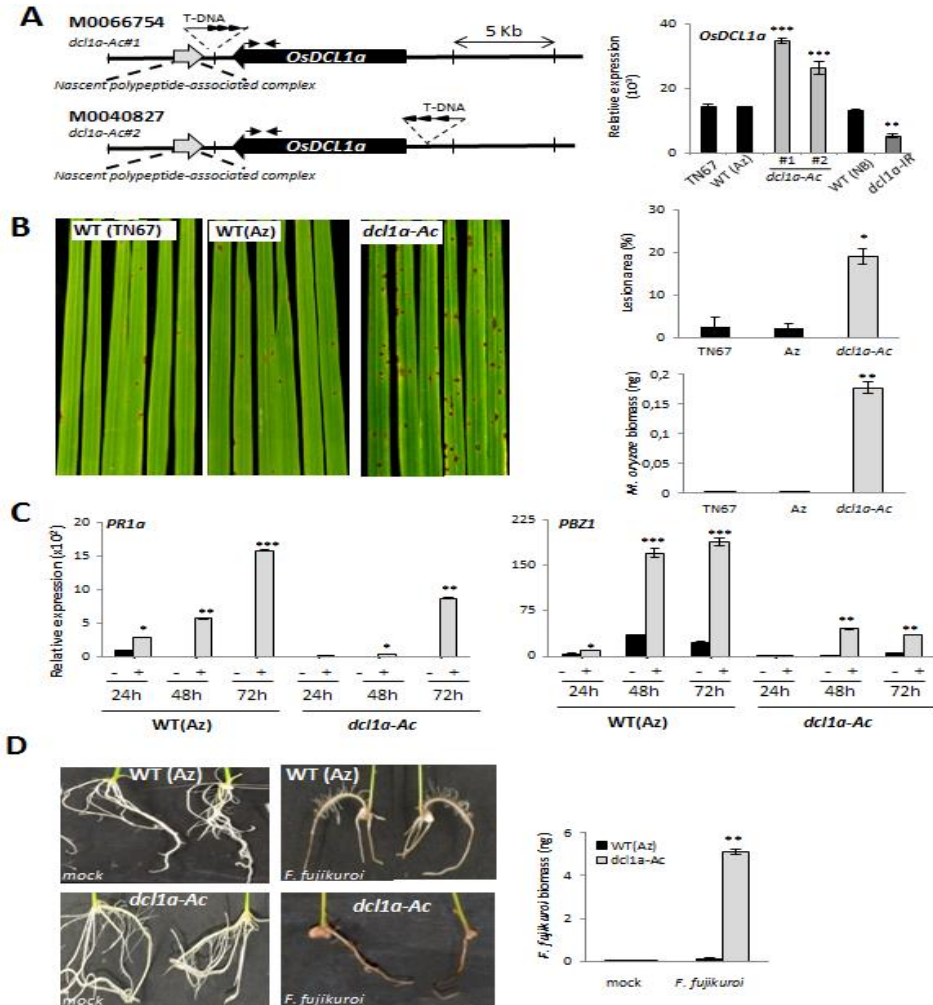 A
M0066754
T-DNA
dcl1a-Ac#1
OsDCL1a
5 Kb
Nascent polypeptide-associated complex
M0040827
dcl1a-Ac#2
T-DNA
OsDCL1a
Nascent polypeptide-associated complex
OsDCL1a
Relative expression
(10³)
40
20
0
***
***
**
TN67
WT (Az)
#1
#2
dcl1a-Ac
WT (NB)
dcl1a-IR
B
WT (TN67)
WT(Az)
dcl1a-Ac
Lesion area (%)
30
20
10
0
*
TN67
Az
dcl1a-Ac
M. oryzae biomass (ng)
0,2
0,15
0,1
0,05
0
**
TN67
Az
dcl1a-Ac
C
PR1a
Relative expression (x10²)
20
15
10
5
0
*
**
***
*
**
- + - + - + - + - + - +
24h 48h 72h 24h 48h 72h
WT(Az) dcl1a-Ac
PBZ1
225
150
75
0
*
***
***
**
**
- + - + - + - + - + - +
24h 48h 72h 24h 48h 72h
WT(Az) dcl1a-Ac
D
WT (Az)
mock
WT (Az)
F. fujikuroi
dcl1a-Ac
mock
dcl1a-Ac
F. fujikuroi
F. fujikuroi biomass (ng)
6
4
2
0
WT(Az)
dcl1a-Ac
**
mock
F. fujikuroi